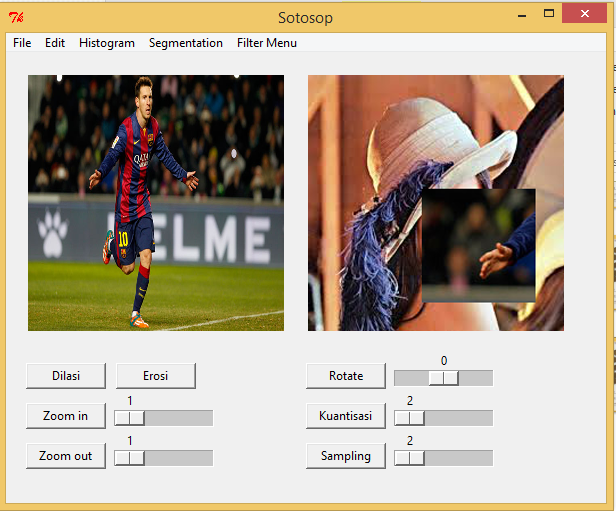 Sotosop
File Edit Histogram Segmentation Filter Menu
QATAR
10
ELME
Dilasi Erosi
Rotate 0
Zoom in 1
Kuantisasi 2
Zoom out 1
Sampling 2